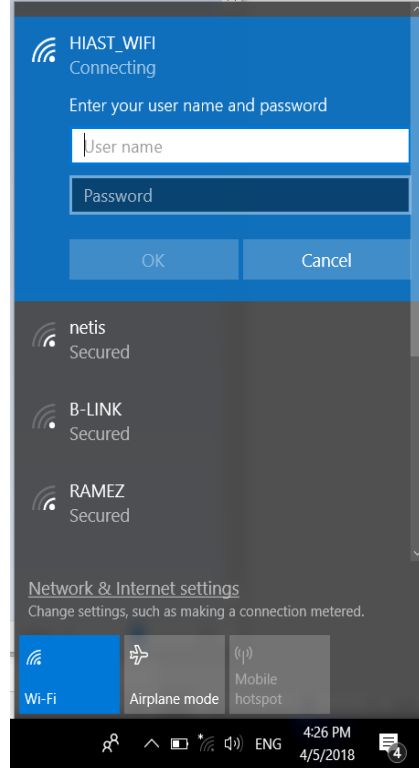 HIAST_WIFI
Connecting
Enter your user name and password
User name
Password
OK Cancel
netis
Secured
B-LINK
Secured
RAMEZ
Secured
Network & Internet settings
Change settings, such as making a connection metered.
Wi-Fi
Airplane mode
Mobile
hotspot
ENG
4:26 PM
4/5/2018
4